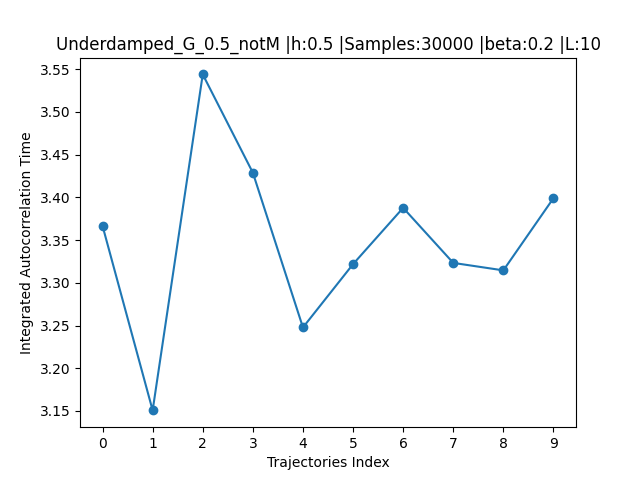 Underdamped_G_0.5_notM |h:0.5 |Samples:30000 |beta:0.2 |L:10
Integrated Autocorrelation Time
3.55
3.50
3.45
3.40
3.35
3.30
3.25
3.20
3.15
0 1 2 3 4 5 6 7 8 9
Trajectories Index